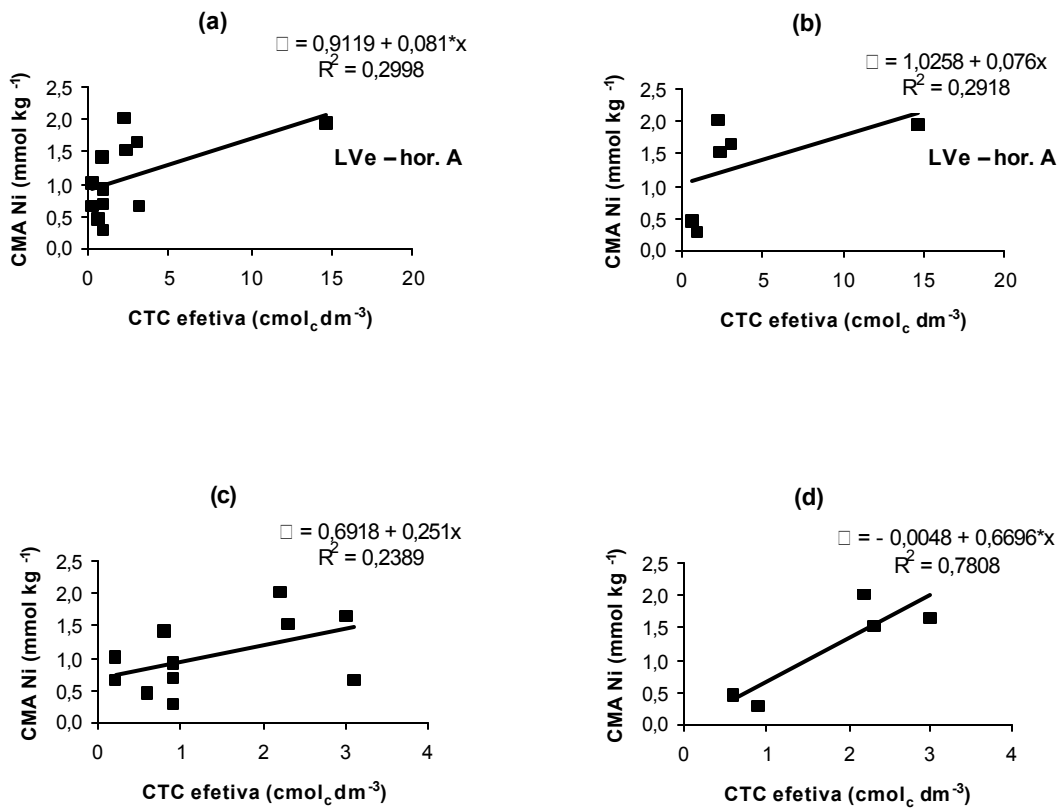 (a)
□ = 0,9119 + 0,081*x
R² = 0,2998
CMA Ni (mmol kg ⁻¹)
2,5
2,0
1,5
1,0
0,5
0,0
LVe – hor. A
0 5 10 15 20
CTC efetiva (cmol꜀ dm⁻³)
(b)
□ = 1,0258 + 0,076x
R² = 0,2918
CMA Ni (mmol kg ⁻¹)
2,5
2,0
1,5
1,0
0,5
0,0
LVe – hor. A
0 5 10 15 20
CTC efetiva (cmol꜀ dm⁻³)
(c)
□ = 0,6918 + 0,251x
R² = 0,2389
CMA Ni (mmol kg ⁻¹)
2,5
2,0
1,5
1,0
0,5
0,0
0 1 2 3 4
CTC efetiva (cmol꜀ dm⁻³)
(d)
□ = - 0,0048 + 0,6696*x
R² = 0,7808
CMA Ni (mmol kg ⁻¹)
2,5
2,0
1,5
1,0
0,5
0,0
0 1 2 3 4
CTC efetiva (cmol꜀ dm⁻³)